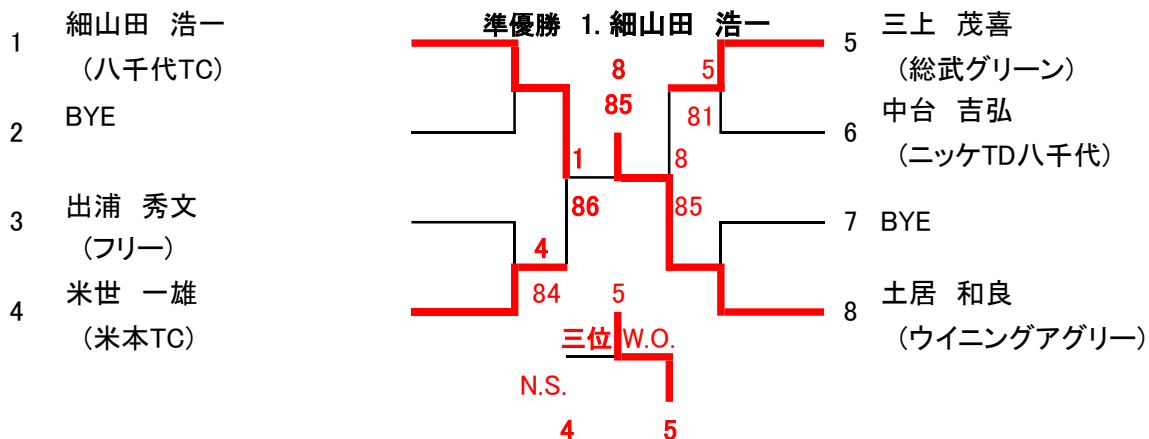 準優勝 1. 細山田 浩一
1 細山田 浩一
(八千代TC)
2 BYE
3 出浦 秀文
(フリー)
4 米世 一雄
(米本TC)
8
85
1
86
4
84
5
81
8
85
5 三上 茂喜
(総武グリーン)
6 中台 吉弘
(ニッケTD八千代)
7 BYE
8 土居 和良
(ウイニングアグリー)
5
三位 W.O.
N.S.
4 5